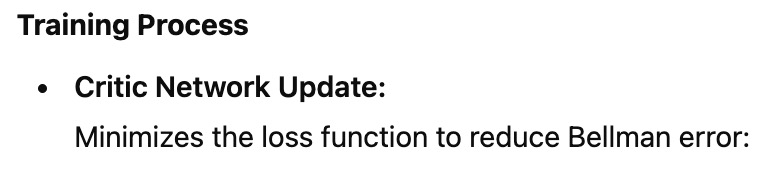 Training Process
• Critic Network Update:
Minimizes the loss function to reduce Bellman error: